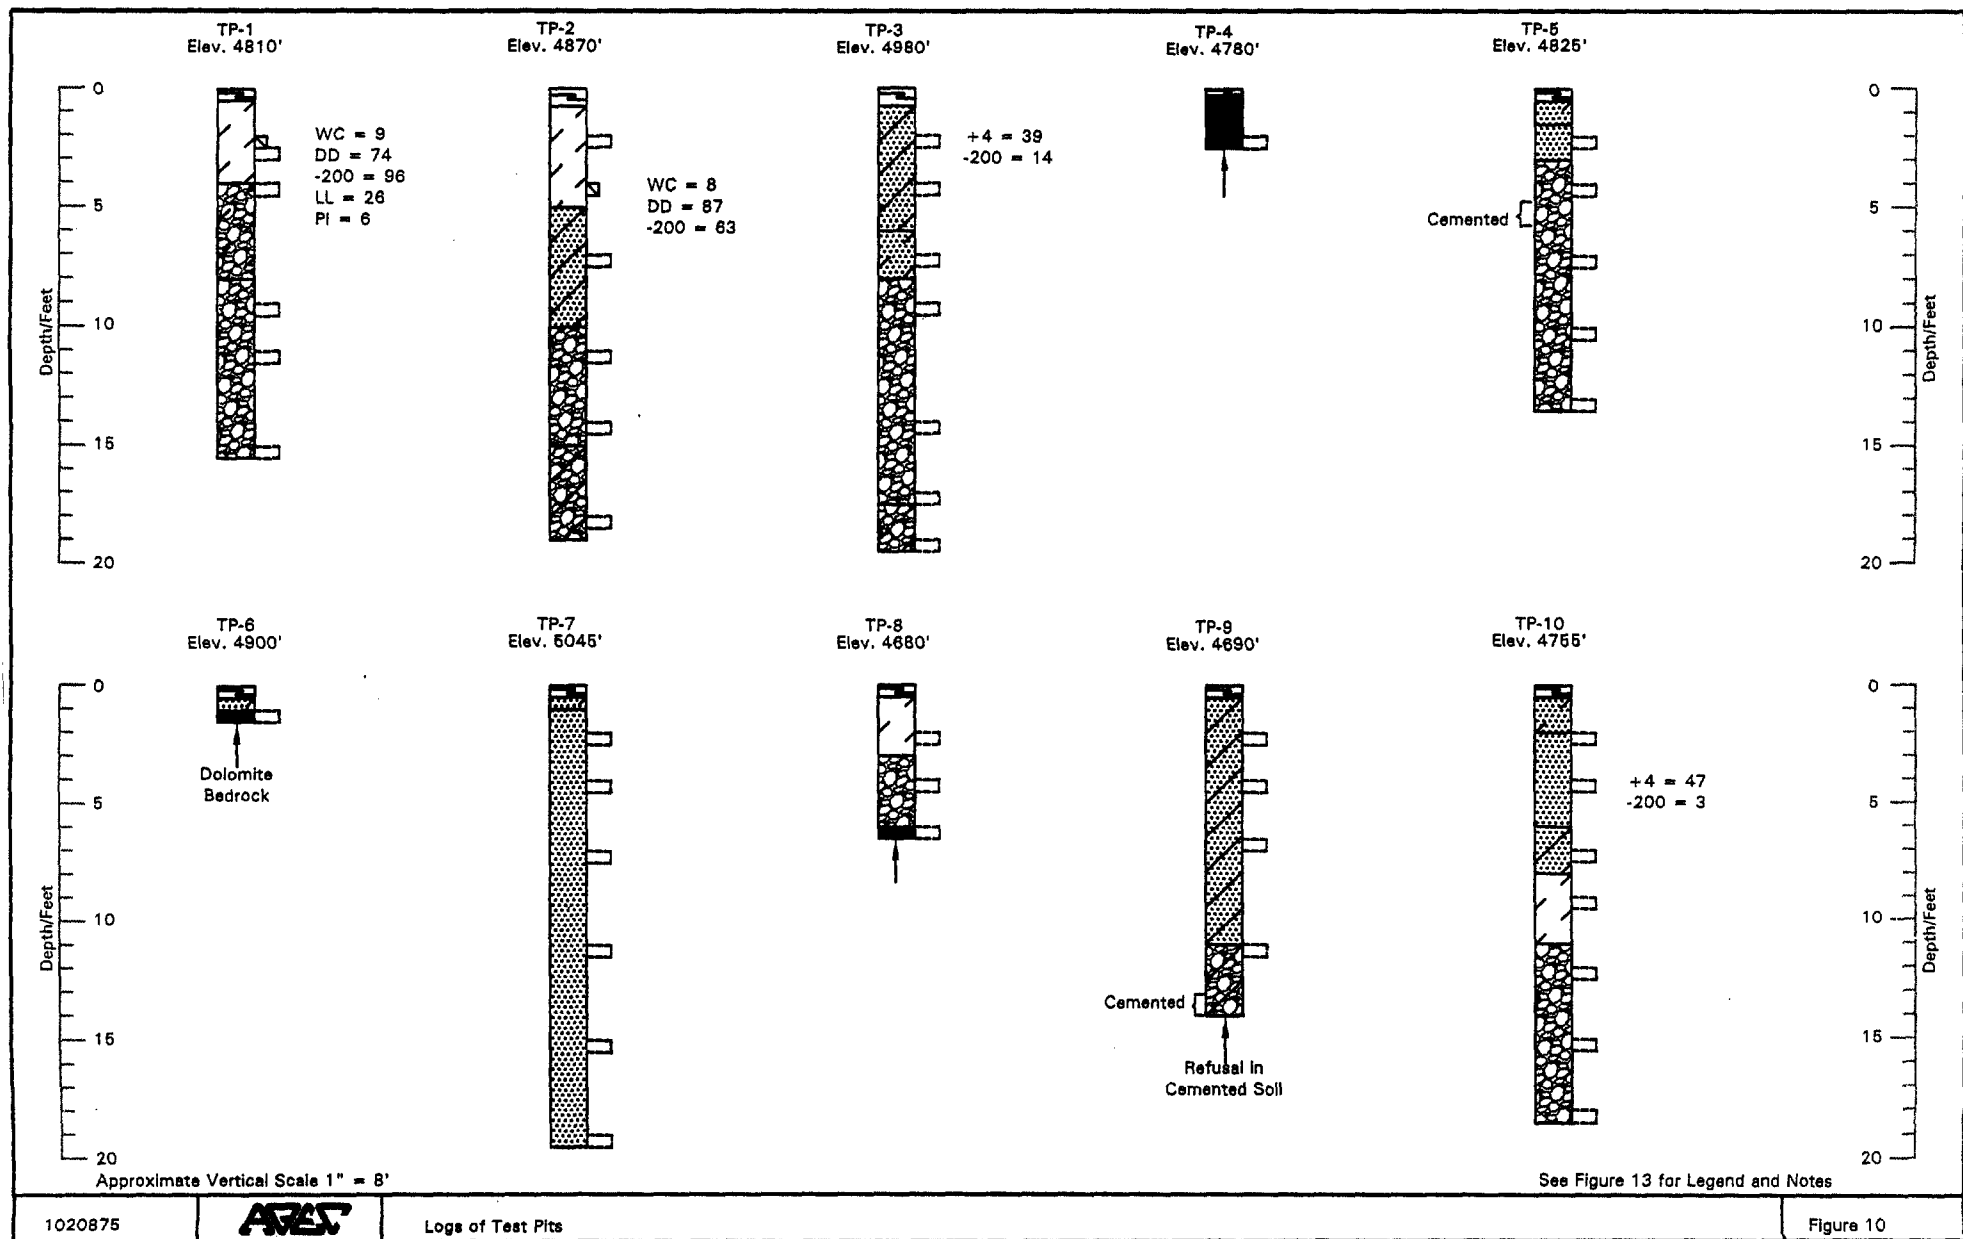 TP-1
Elev. 4810'
TP-2
Elev. 4870'
TP-3
Elev. 4980'
TP-4
Elev. 4780'
TP-5
Elev. 4825'
0
5
10
15
20
Depth/Feet
WC = 9
DD = 74
-200 = 96
LL = 26
PI = 6
WC = 8
DD = 87
-200 = 63
+4 = 39
-200 = 14
Cemented
0
5
10
15
20
Depth/Feet
TP-6
Elev. 4900'
TP-7
Elev. 5045'
TP-8
Elev. 4680'
TP-9
Elev. 4690'
TP-10
Elev. 4755'
0
5
10
15
20
Depth/Feet
Dolomite
Bedrock
Cemented
Refusal in
Cemented Soil
+4 = 47
-200 = 3
0
5
10
15
20
Depth/Feet
Approximate Vertical Scale 1" = 8'
See Figure 13 for Legend and Notes
1020875
AGEC
Logs of Test Pits
Figure 10